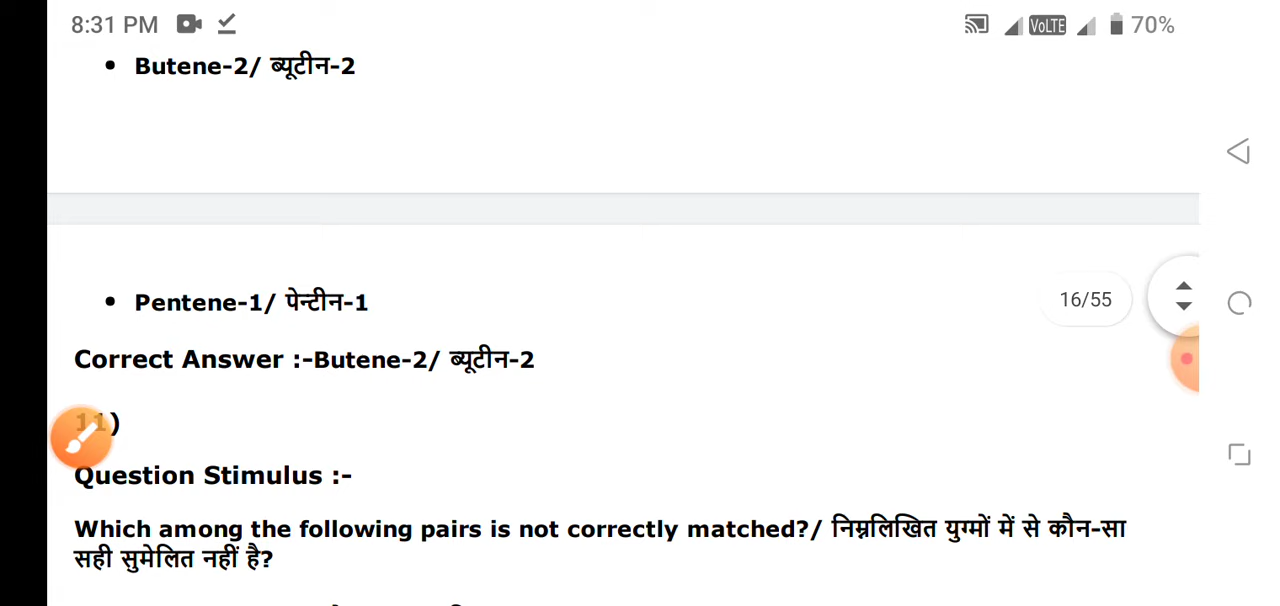 8:31 PM VoLTE 70%
• Butene-2/ ब्यूटीन-2
• Pentene-1/ पेन्टीन-1
16/55
Correct Answer :-Butene-2/ ब्यूटीन-2
11)
Question Stimulus :-
Which among the following pairs is not correctly matched?/ निम्नलिखित युग्मों में से कौन-सा
सही सुमेलित नहीं है?